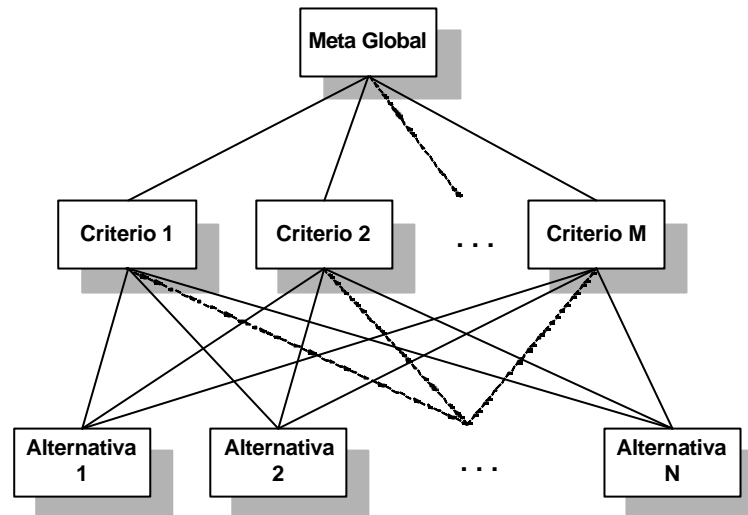 Meta Global
Criterio 1
Criterio 2
. . .
Criterio M
Alternativa
1
Alternativa
2
. . .
Alternativa
N